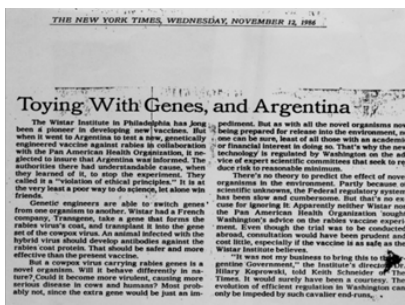 THE NEW YORK TIMES, WEDNESDAY, NOVEMBER 12, 1986
Toying With Genes, and Argentina
The Wistar Institute in Philadelphia has long
been a pioneer in developing new vaccines. But
when it went to Argentina to test a new, genetically
engineered vaccine against rabies in collaboration
with the Pan American Health Organization, it ne-
glected to insure that Argentina was informed. The
authorities there had understandable cause, when
they learned of it, to stop the experiment. They
called it a "violation of ethical principles." It is at
the very least a poor way to do science, let alone win
friends.
Genetic engineers are able to switch genes
from one organism to another. Wistar had a French
company, Transgene, take a gene that forms the
rabies virus's coat, and transplant it into the gene
set of the cowpox virus. An animal infected with the
hybrid virus should develop antibodies against the
rabies coat protein. That should be safer and more
effective than the present vaccine.
But a cowpox virus carrying rabies genes is a
novel organism. Will it behave differently in na-
ture? Could it become more virulent, causing more
serious disease in cows and humans? Most prob-
ably not, since the extra gene would be just an im-
pediment. But as with all the novel organisms now
being prepared for release into the environment, no
one can be sure, least of all those with an academic
or financial interest in doing so. That's why the new
technology is regulated by Washington on the ad-
vice of expert scientific committees that seek to re-
duce risk to reasonable minimum.
There's no theory to predict the effect of novel
organisms in the environment. Partly because of
scientific unknowns, the Federal regulatory system
has been slow and cumbersome. But that's no ex-
cuse for ignoring it. Apparently neither Wistar nor
the Pan American Health Organization sought
Washington's advice on the rabies vaccine experi-
ment. Even though the trial was to be conducted
abroad, consultation would have been prudent and
cost little, especially if the vaccine is as safe as the
Wistar Institute believes.
"It was not my business to bring this to the
gentine Government," the Institute's director,
Hilary Koprowski, told Keith Schneider of The
Times. It would surely have been a courtesy. The
evolution of efficient regulation in Washington can
only be impeded by such cavalier end-runs.